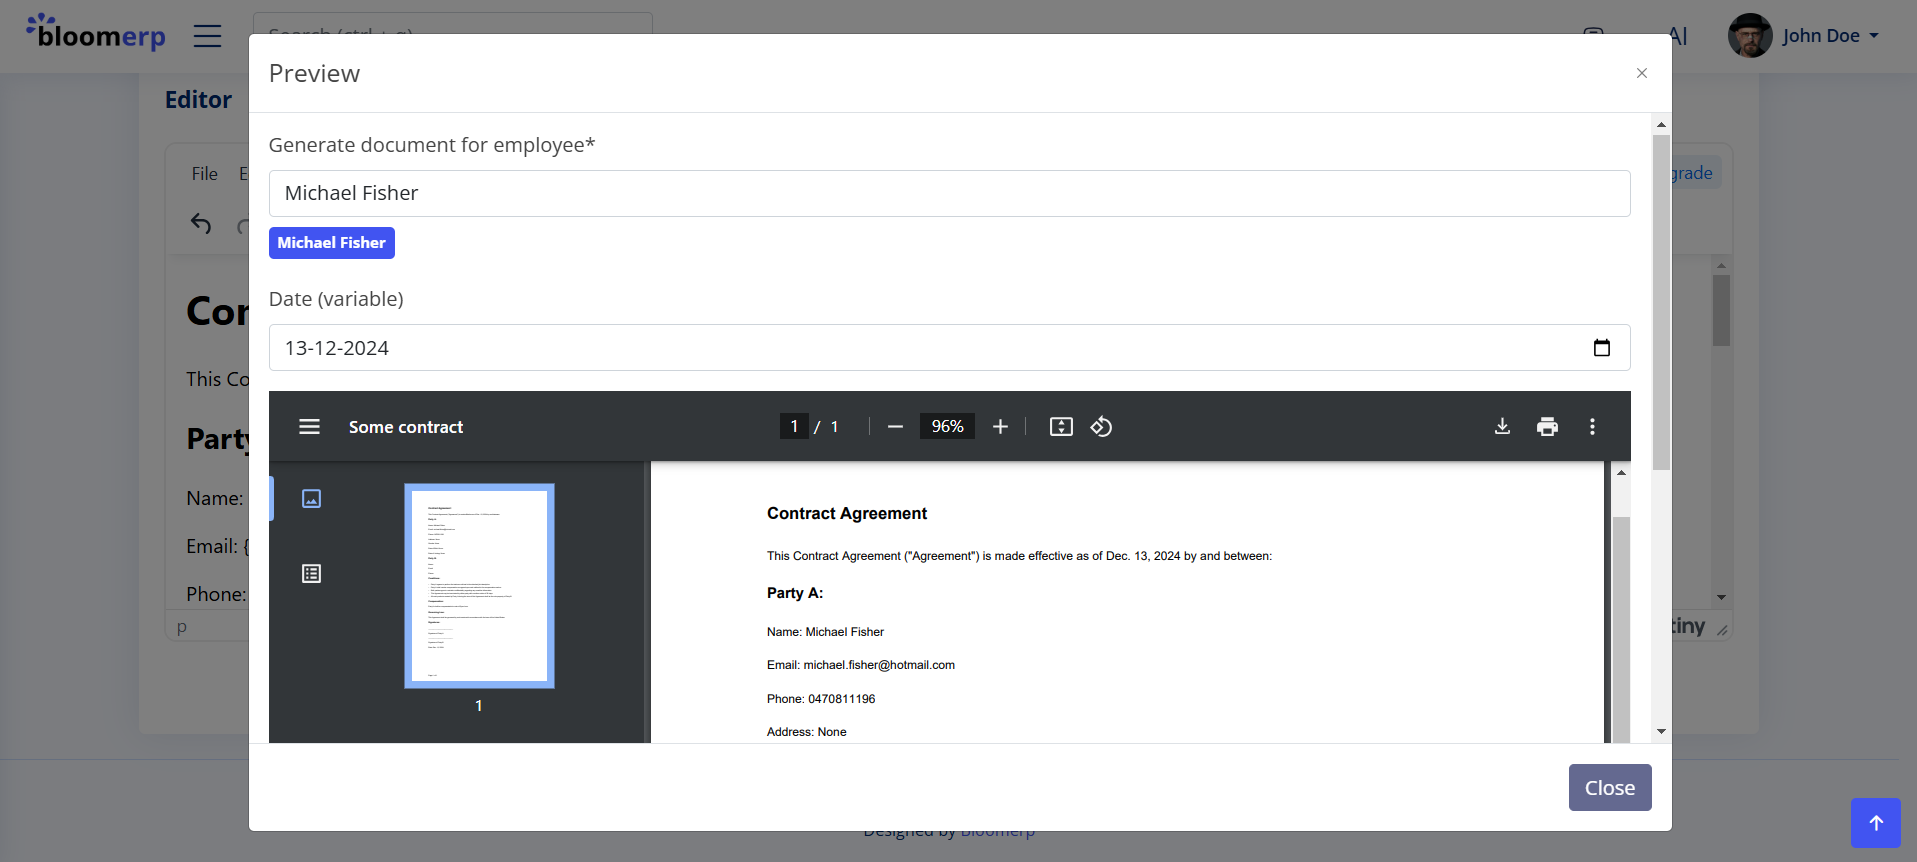 bloomerp
Search (ctrl + q)
AI
John Doe
Editor
Preview
×
Generate document for employee*
Michael Fisher
Michael Fisher
Date (variable)
13-12-2024
File
grade
Con
This Co
Party
Name:
Email: {
Phone:
p
tiny
Some contract
1 / 1
96%
1
Contract Agreement
This Contract Agreement ("Agreement") is made effective as of Dec. 13, 2024 by and between:
Party A:
Name: Michael Fisher
Email: michael.fisher@hotmail.com
Phone: 0470811196
Address: None
Close
Designed by Bloomerp